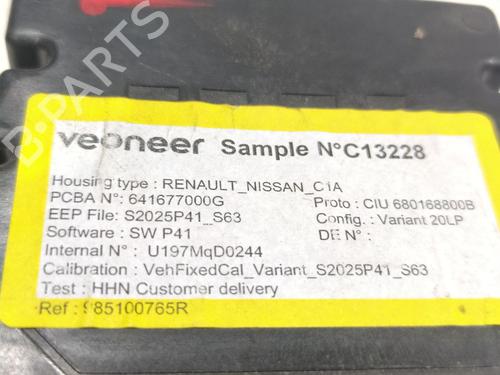 B-PARTS
veoneer Sample N°C13228
Housing type : RENAULT_NISSAN_C1A
PCBA N° : 641677000G Proto : CIU 680168800B
EEP File: S2025P41_S63 Config. : Variant 20LP
Software : SW P41 DE N° :
Internal N° : U197MqD0244
Calibration : VehFixedCal_Variant_S2025P41_S63
Test : HHN Customer delivery
Ref : 985100765R